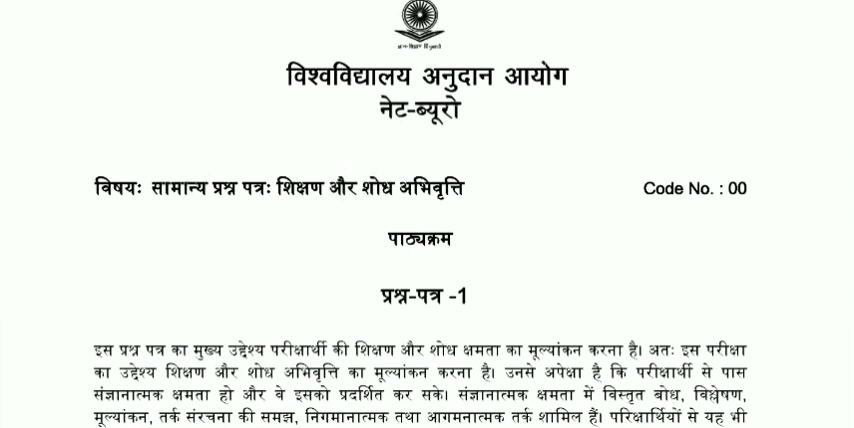 विश्वविद्यालय अनुदान आयोग
नेट-ब्यूरो
विषयः सामान्य प्रश्न पत्रः शिक्षण और शोध अभिवृत्ति Code No. : 00
पाठ्यक्रम
प्रश्न-पत्र -1
इस प्रश्न पत्र का मुख्य उद्देश्य परीक्षार्थी की शिक्षण और शोध क्षमता का मूल्यांकन करना है। अतः इस परीक्षा
का उद्देश्य शिक्षण और शोध अभिवृत्ति का मूल्यांकन करना है। उनसे अपेक्षा है कि परीक्षार्थी से पास
संज्ञानात्मक क्षमता हो और वे इसको प्रदर्शित कर सके। संज्ञानात्मक क्षमता में विस्तृत बोध, विश्लेषण,
मूल्यांकन, तर्क संरचना की समझ, निगमानात्मक तथा आगमनात्मक तर्क शामिल हैं। परिक्षार्थियों से यह भी